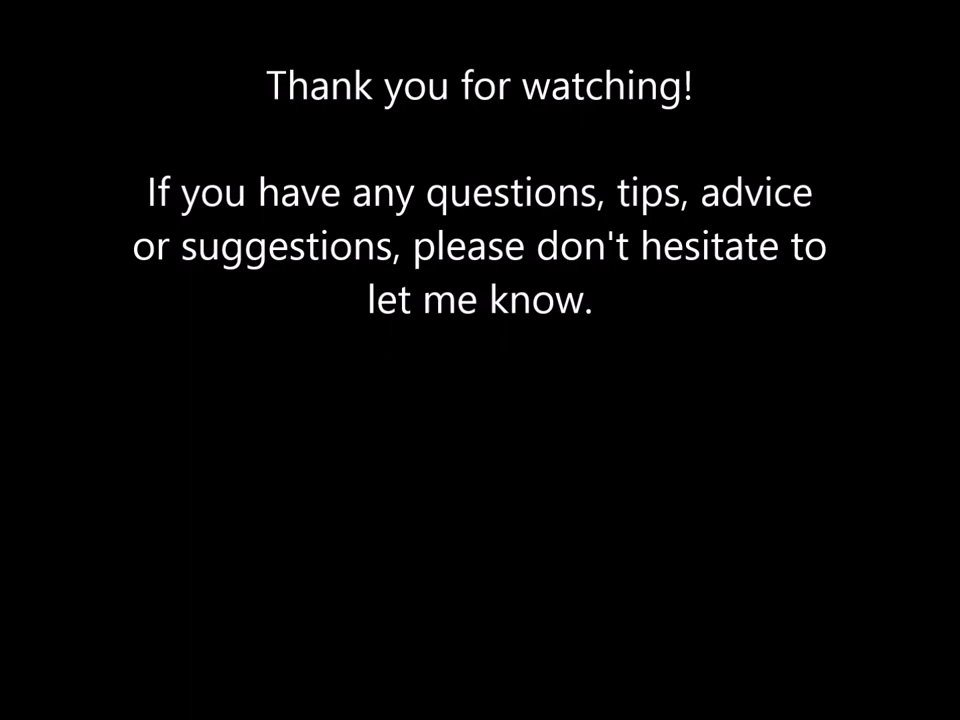 Thank you for watching!
If you have any questions, tips, advice
or suggestions, please don't hesitate to
let me know.